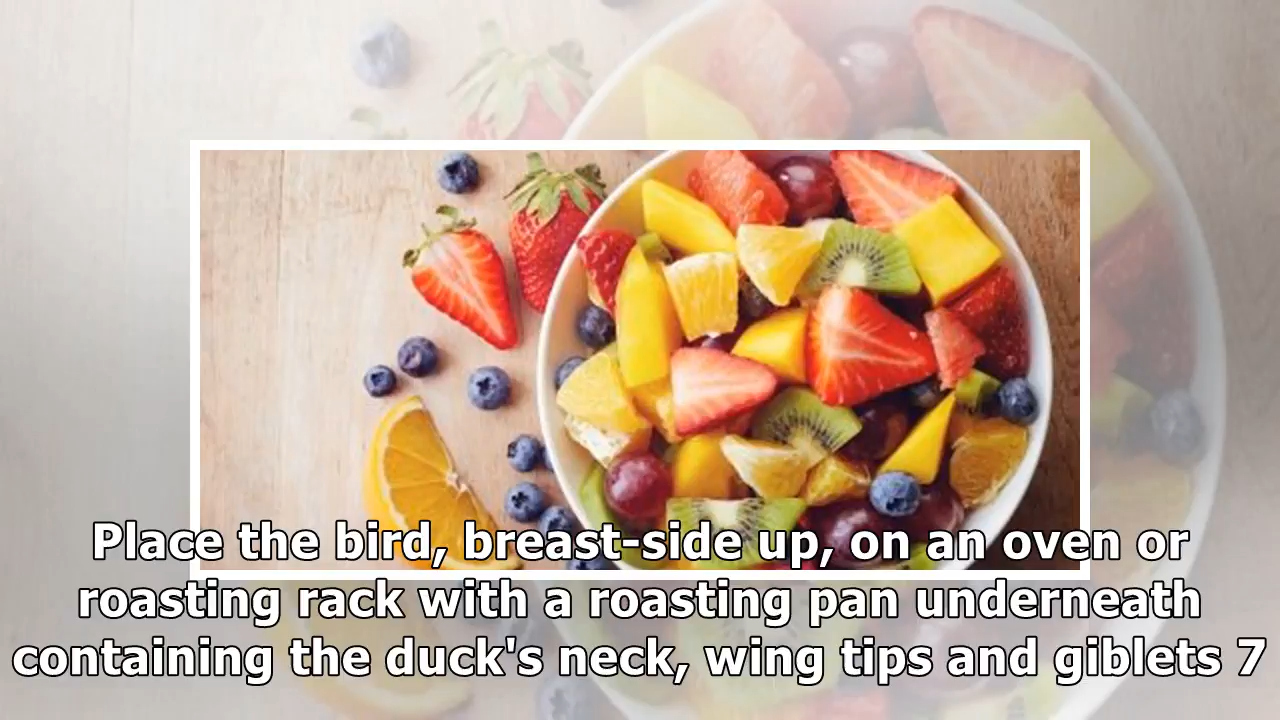 Place the bird, breast-side up, on an oven or
roasting rack with a roasting pan underneath
containing the duck's neck, wing tips and giblets 7